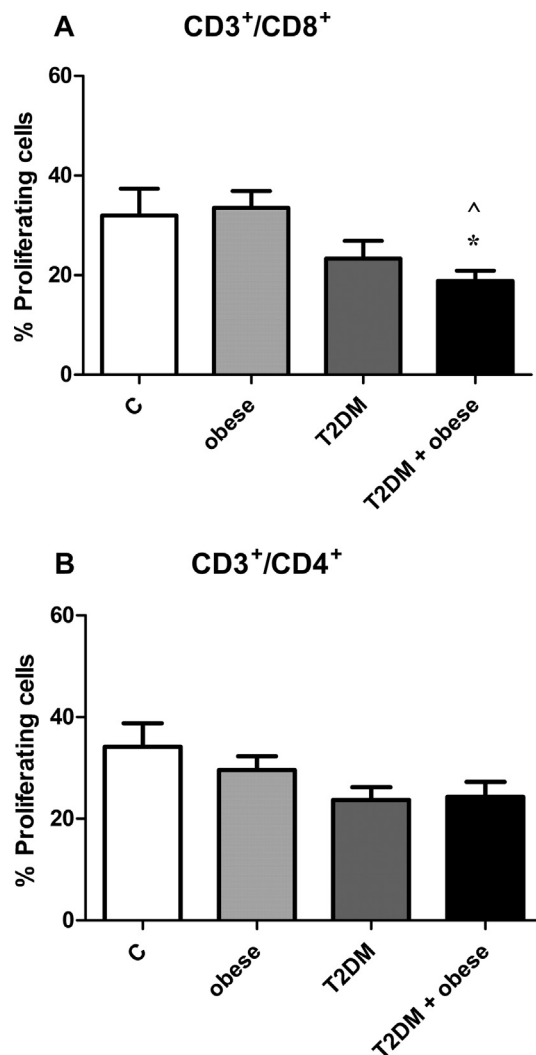 A
CD3⁺/CD8⁺
% Proliferating cells
60
40
20
0
^
*
C
obese
T2DM
T2DM + obese
B
CD3⁺/CD4⁺
% Proliferating cells
60
40
20
0
C
obese
T2DM
T2DM + obese